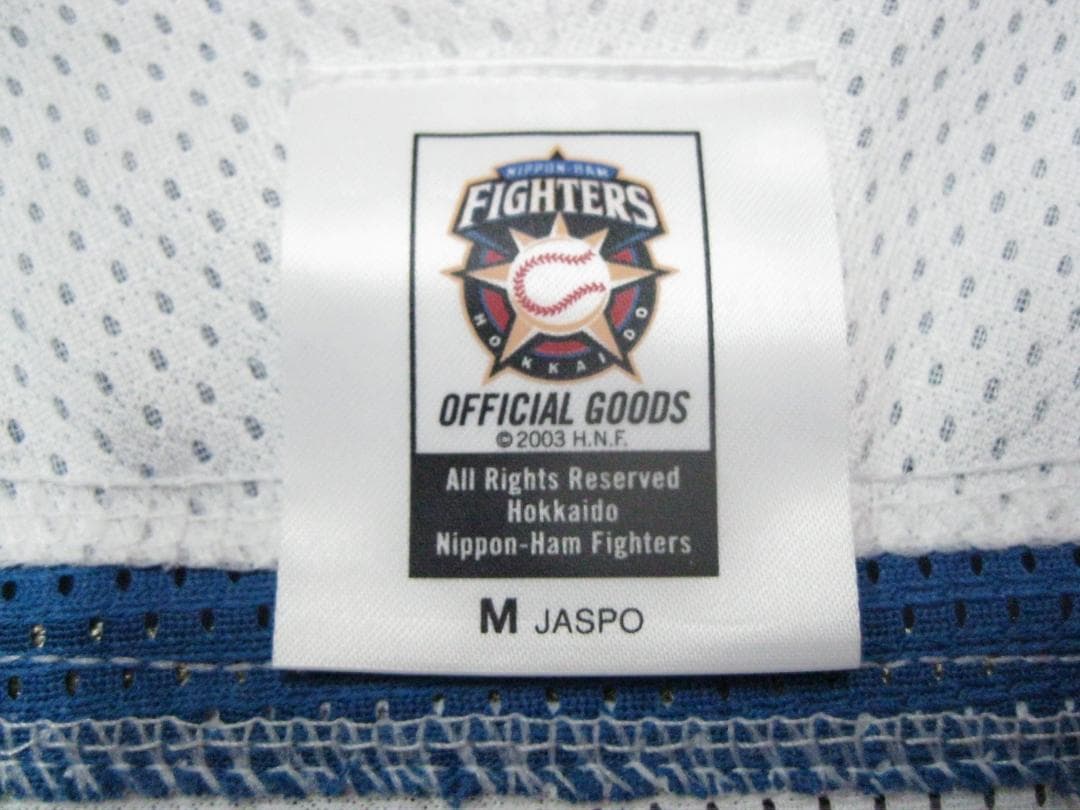 NIPPON-HAM
FIGHTERS
HOKKAIDO
OFFICIAL GOODS
© 2003 H.N.F.
All Rights Reserved
Hokkaido
Nippon-Ham Fighters
M JASPO